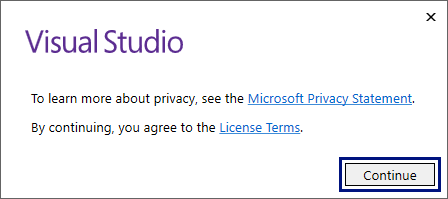 Visual Studio
To learn more about privacy, see the Microsoft Privacy Statement.
By continuing, you agree to the License Terms.
Continue